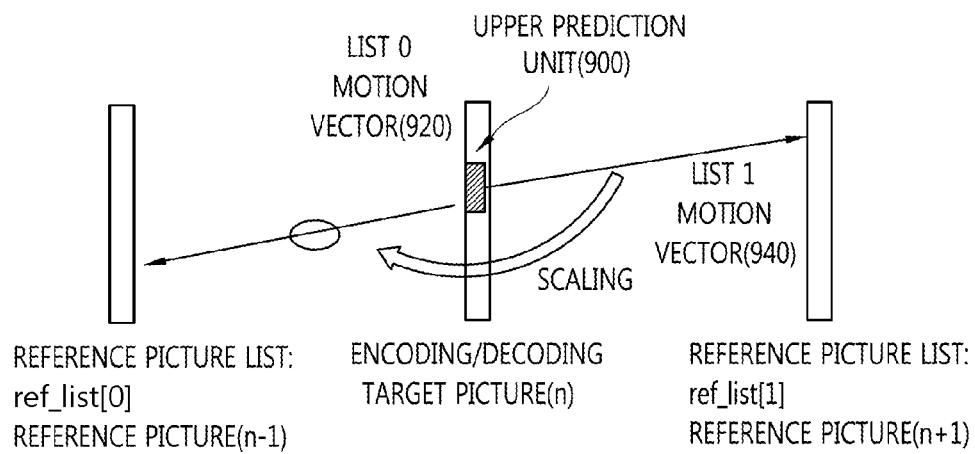 UPPER PREDICTION
UNIT(900)
LIST 0
MOTION
VECTOR(920)
LIST 1
MOTION
VECTOR(940)
SCALING
REFERENCE PICTURE LIST:
ref_list[0]
REFERENCE PICTURE(n-1)
ENCODING/DECODING
TARGET PICTURE(n)
REFERENCE PICTURE LIST:
ref_list[1]
REFERENCE PICTURE(n+1)